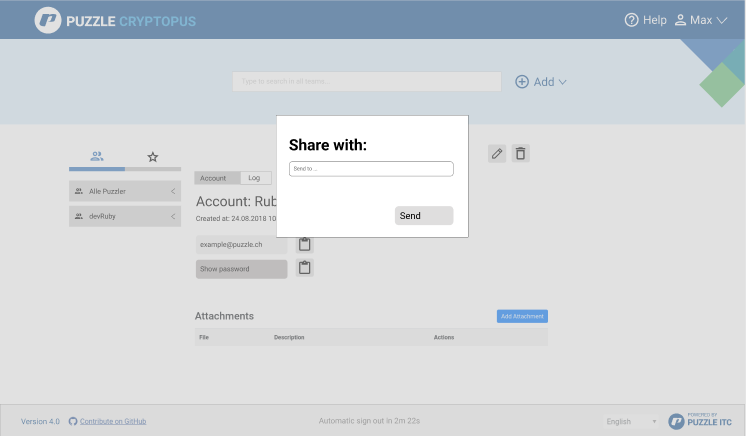 PUZZLE CRYPTOPUS
Help
Max
Type to search in all teams...
Add
Share with:
Send to ...
Send
Account
Log
Alle Puzzler
devRuby
Account: Rub
Created at: 24.08.2018 10
example@puzzle.ch
Show password
Attachments
Add Attachment
File Description Actions
Version 4.0
Contribute on GitHub
Automatic sign out in 2m 22s
English
POWERED BY
PUZZLE ITC